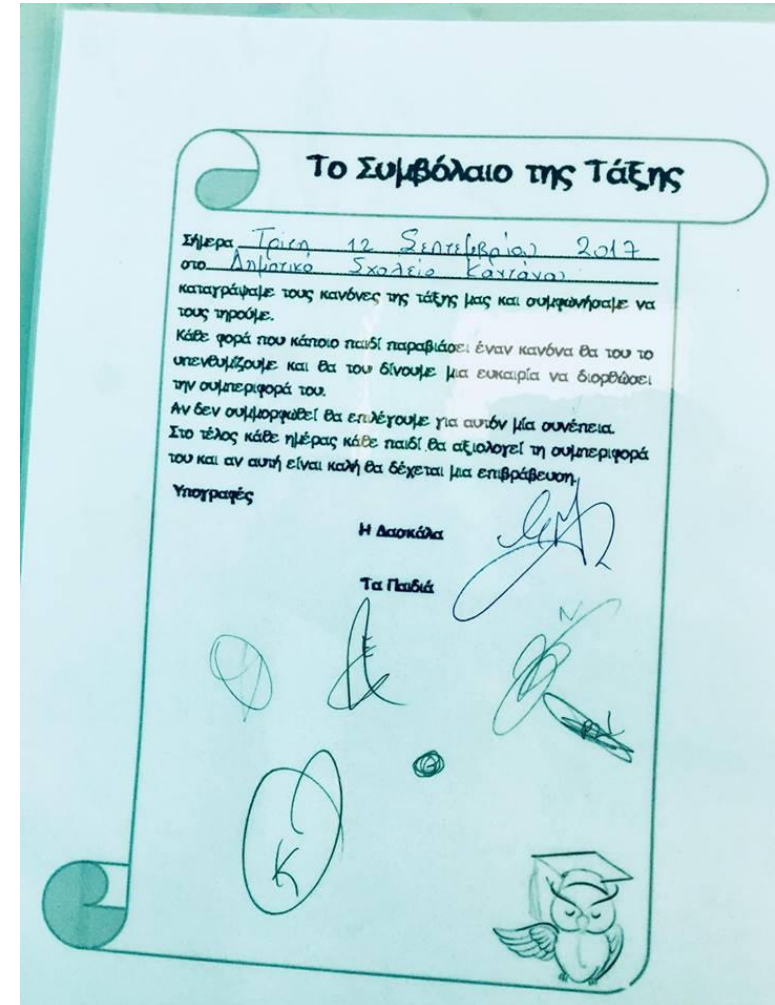 Το Συμβόλαιο της Τάξης
Σήμερα Τρίτη 12 Σεπτεμβρίου 2017
στο Δημοτικό Σχολείο Καντάνου
καταγράψαμε τους κανόνες της τάξης μας και συμφωνήσαμε να
τους τηρούμε.
Κάθε φορά που κάποιο παιδί παραβιάσει έναν κανόνα θα του το
υπενθυμίζουμε και θα του δίνουμε μια ευκαιρία να διορθώσει
την συμπεριφορά του.
Αν δεν συμμορφωθεί θα επιλέγουμε για αυτόν μία συνέπεια.
Στο τέλος κάθε ημέρας κάθε παιδί θα αξιολογεί τη συμπεριφορά
του και αν αυτή είναι καλή θα δέχεται μια επιβράβευση.
Υπογραφές
Η Δασκάλα
Τα Παιδιά
Κ